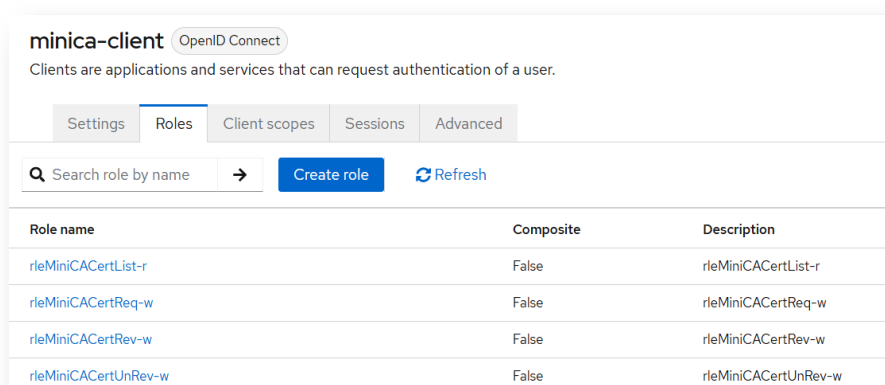 minica-client OpenID Connect
Clients are applications and services that can request authentication of a user.
Settings Roles Client scopes Sessions Advanced
Search role by name Create role Refresh
Role name Composite Description
rleMiniCACertList-r False rleMiniCACertList-r
rleMiniCACertReq-w False rleMiniCACertReq-w
rleMiniCACertRev-w False rleMiniCACertRev-w
rleMiniCACertUnRev-w False rleMiniCACertUnRev-w